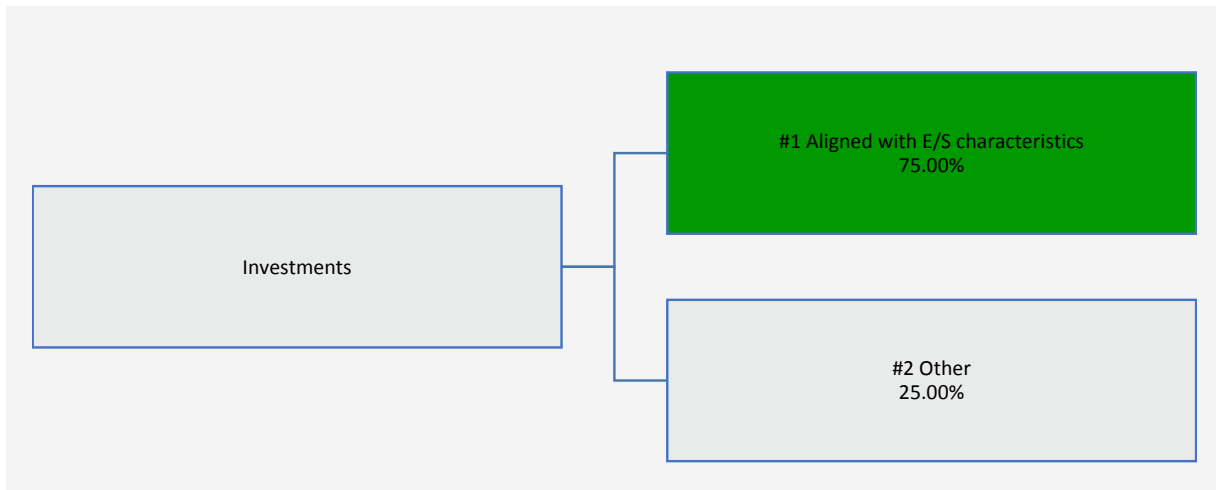 Investments
#1 Aligned with E/S characteristics
75.00%
#2 Other
25.00%